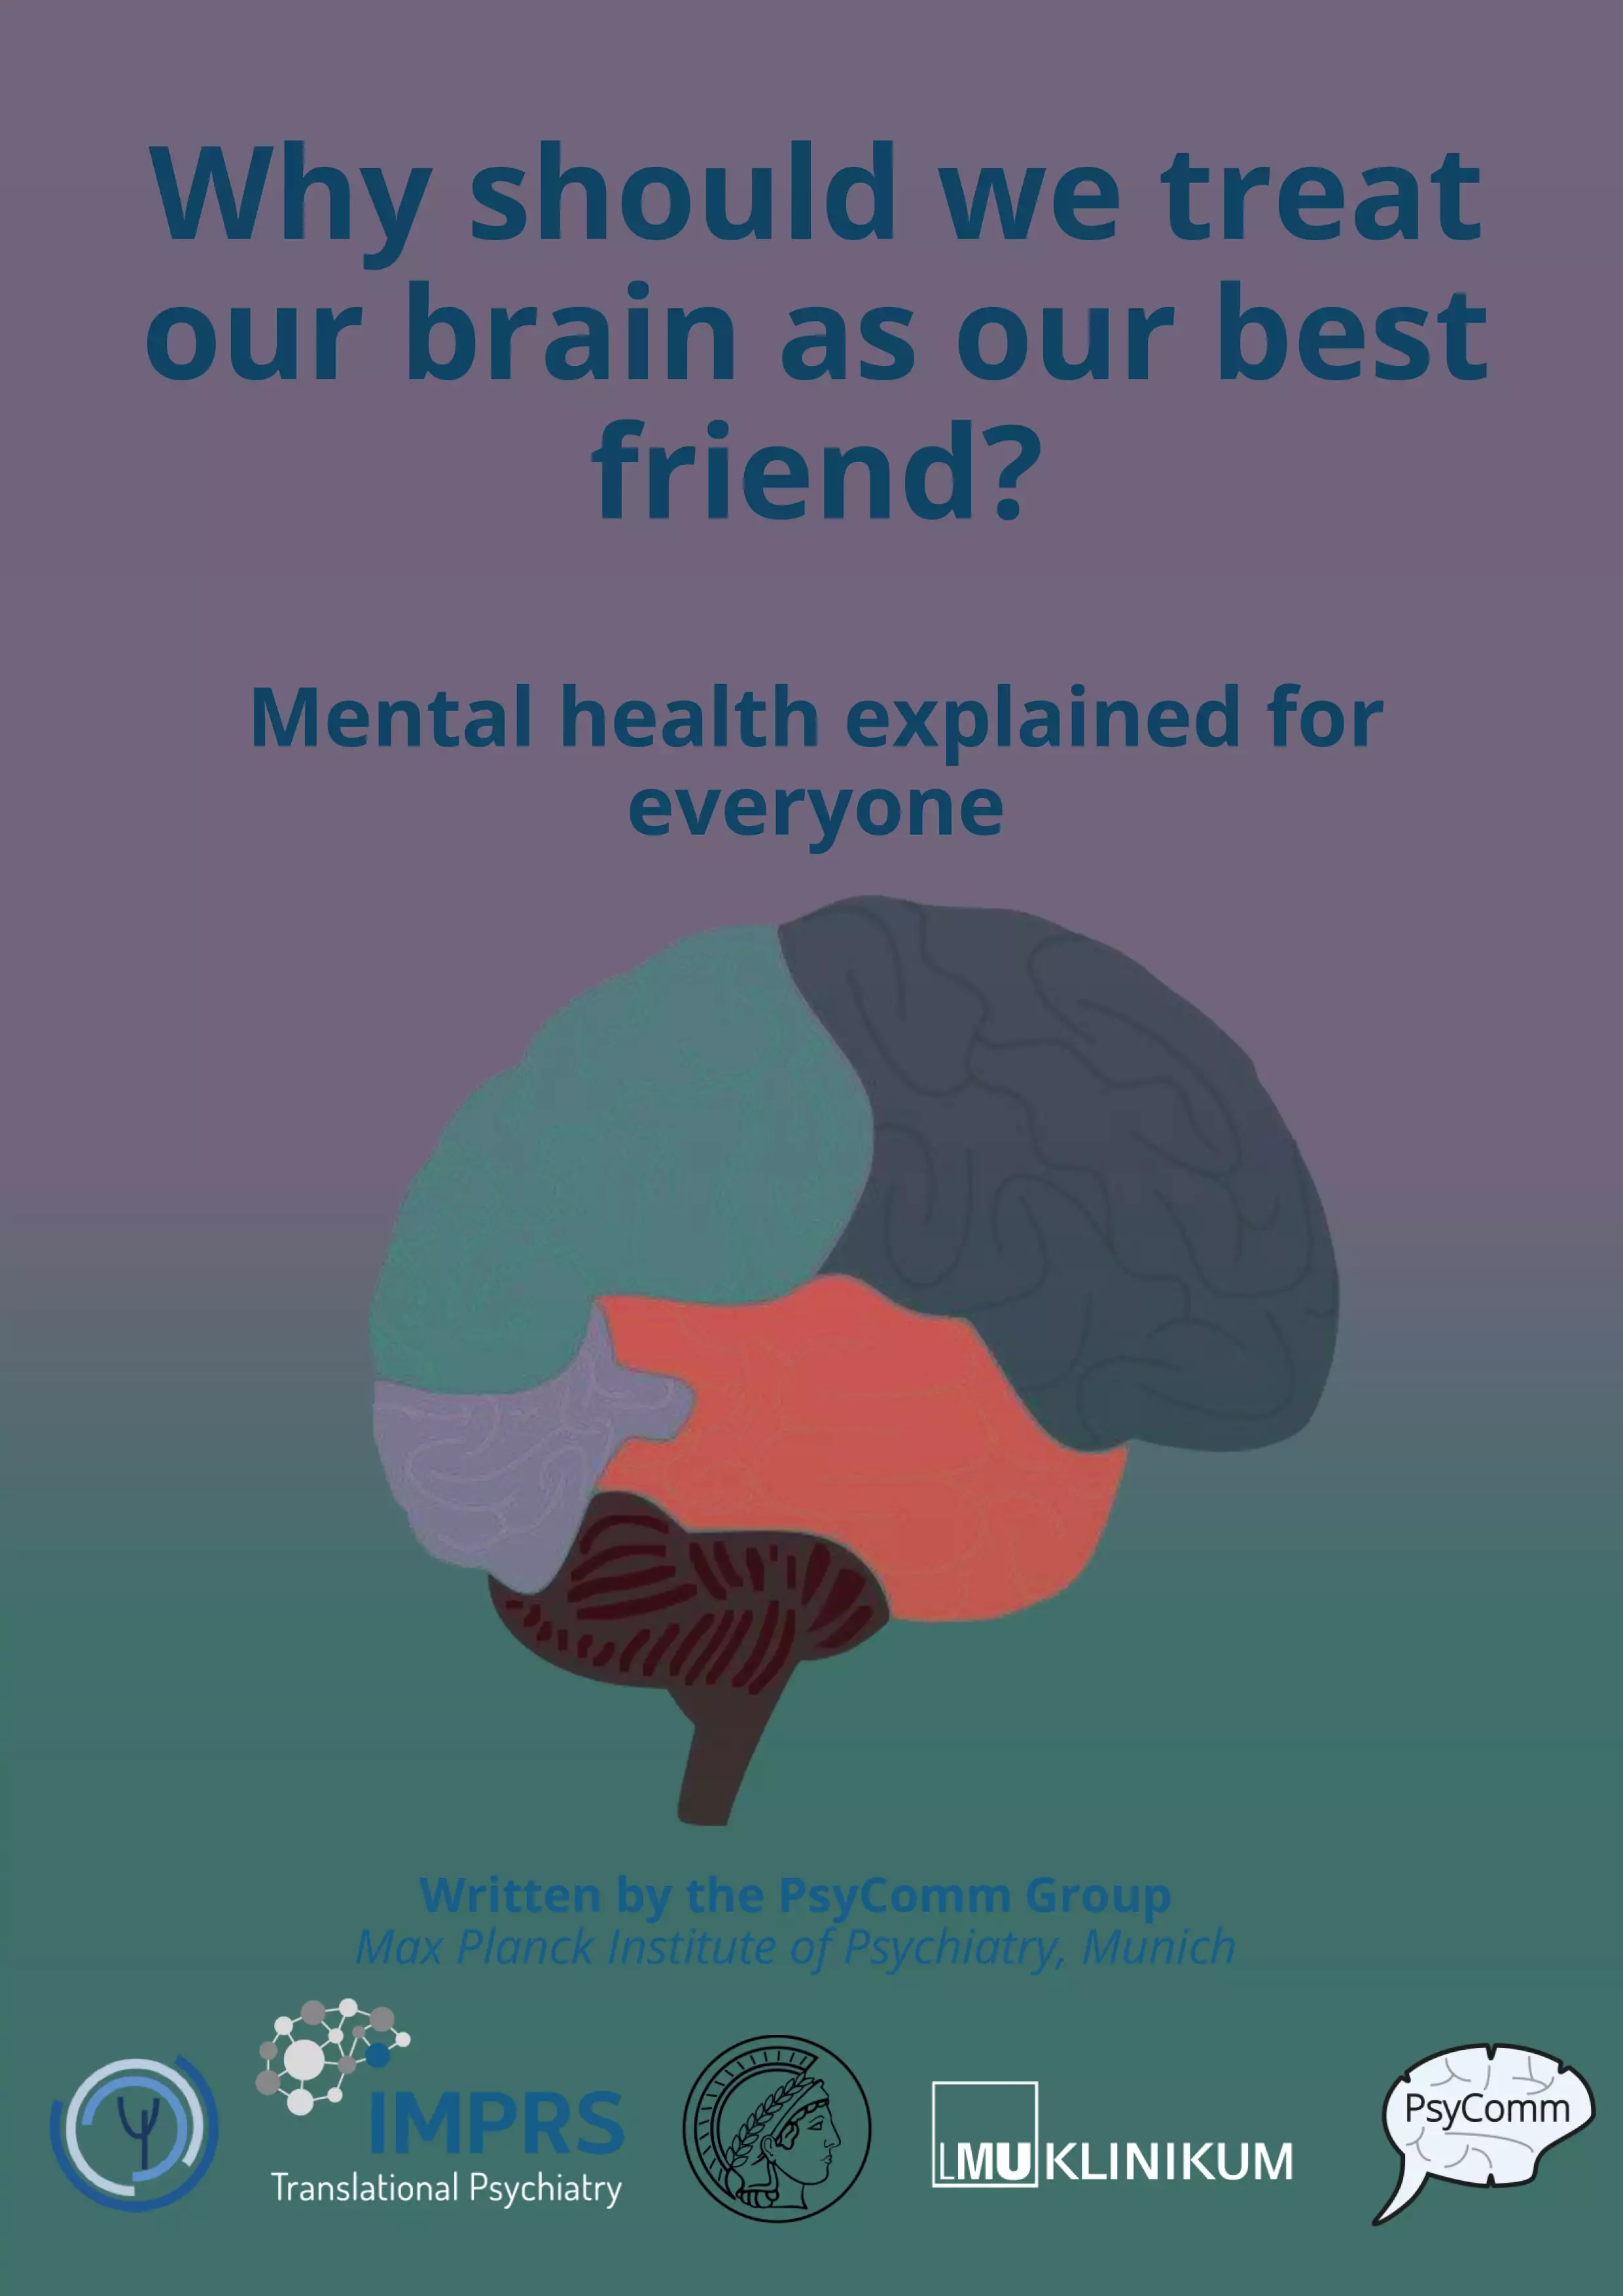 Why should we treat
our brain as our best
friend?
Mental health explained for
everyone
Written by the PsyComm Group
Max Planck Institute of Psychiatry, Munich
IMPRS
Translational Psychiatry
LMU KLINIKUM
PsyComm